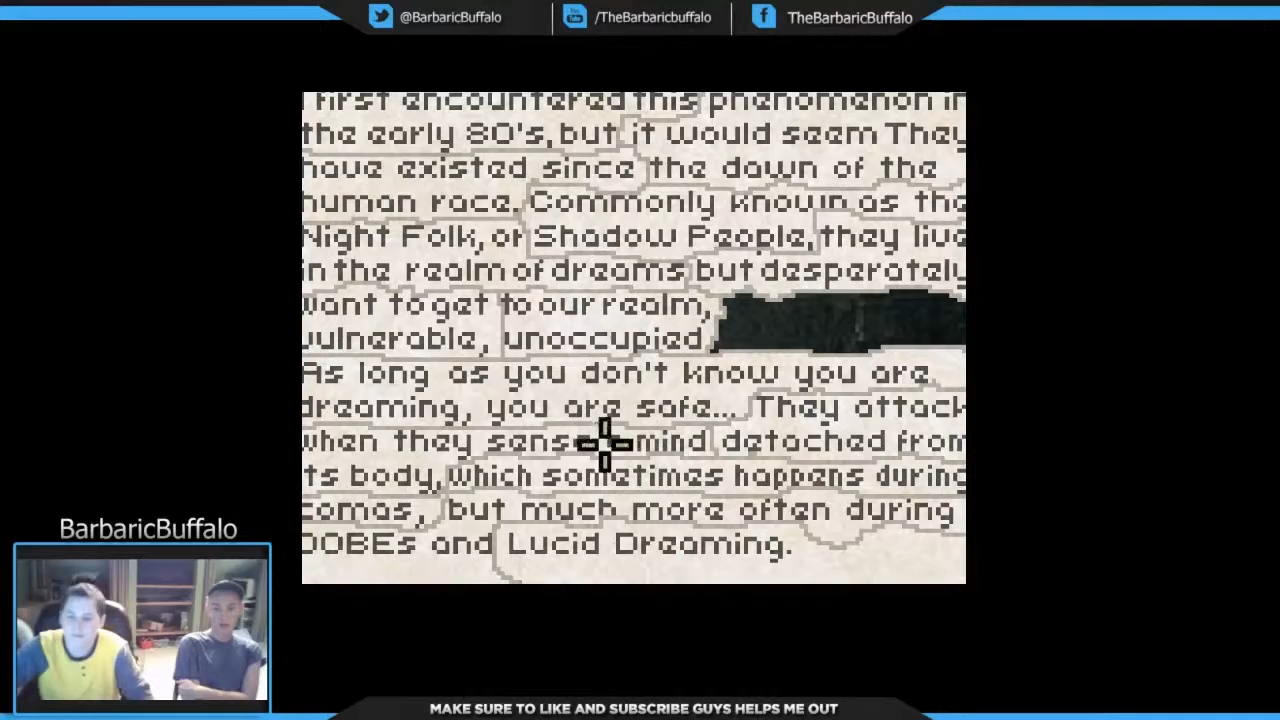 @BarbaricBuffalo
/TheBarbaricbuffalo
TheBarbaricBuffalo
First encountered this phenomenon in
the early 80's, but it would seem They
have existed since the dawn of the
human race. Commonly known as the
Night Folk, or Shadow People, they live
in the realm of dreams but desperately
want to get to our realm,
vulnerable, unoccupied
As long as you don't know you are
dreaming, you are safe... They attack
when they sense mind detached from
its body, which sometimes happens during
comas, but much more often during
OOBEs and Lucid Dreaming.
BarbaricBuffalo
MAKE SURE TO LIKE AND SUBSCRIBE GUYS HELPS ME OUT